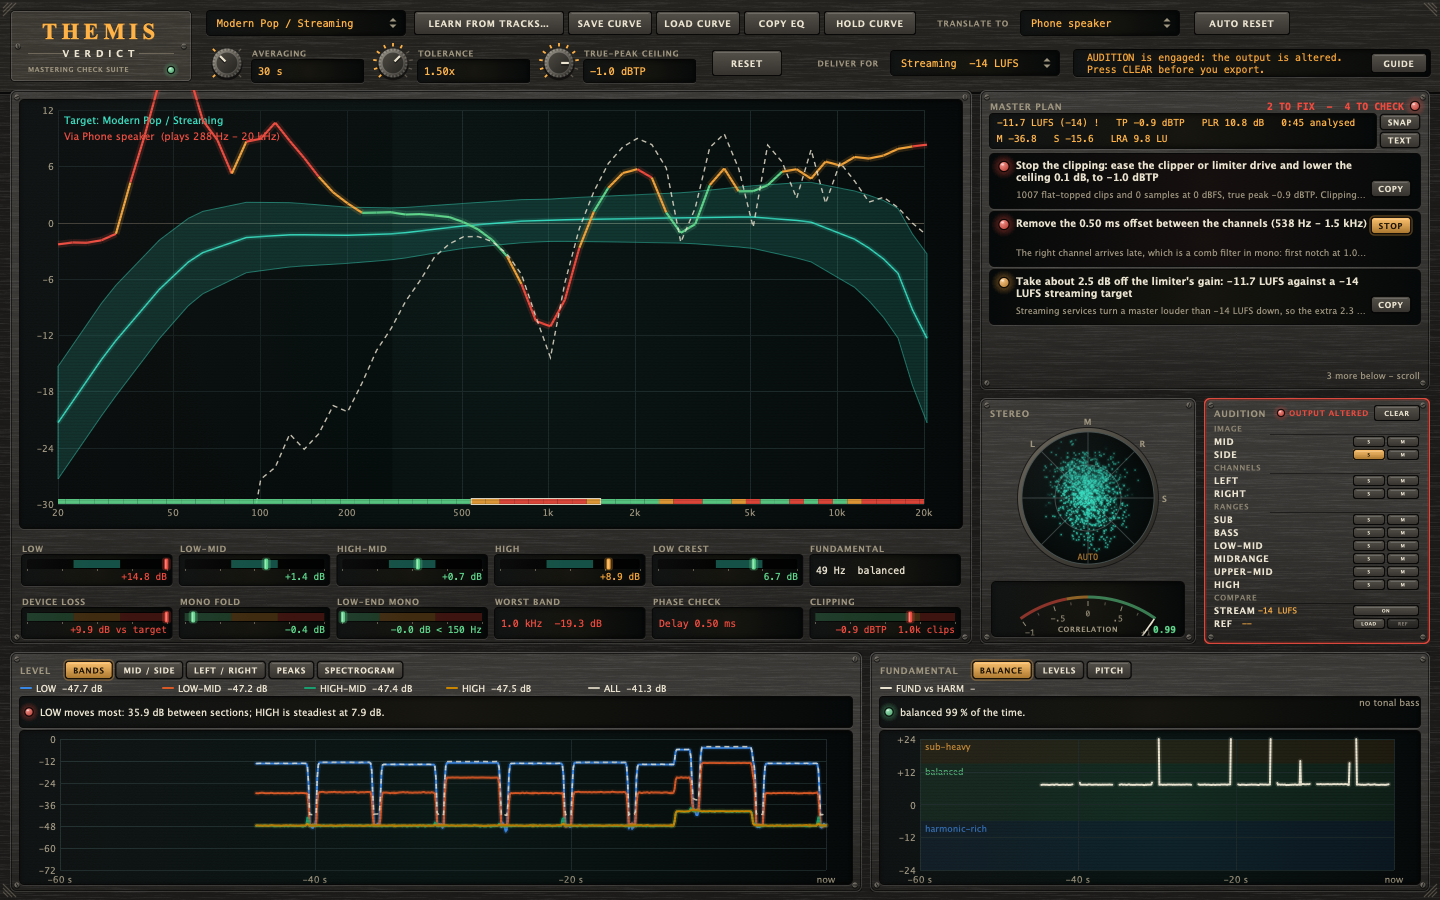 THEMIS
VERDICT
MASTERING CHECK SUITE
Modern Pop / Streaming
LEARN FROM TRACKS...
SAVE CURVE
LOAD CURVE
COPY EQ
HOLD CURVE
TRANSLATE TO
Phone speaker
AUTO RESET
AVERAGING
30 s
TOLERANCE
1.50x
TRUE-PEAK CEILING
-1.0 dBTP
RESET
DELIVER FOR
Streaming -14 LUFS
AUDITION is engaged: the output is altered.
Press CLEAR before you export.
GUIDE
Target: Modern Pop / Streaming
Via Phone speaker (plays 288 Hz - 20 kHz)
12
6
0
-6
-12
-18
-24
-30
20
50
100
200
500
1k
2k
5k
10k
20k
MASTER PLAN
2 TO FIX - 4 TO CHECK
-11.7 LUFS (-14) ! TP -0.9 dBTP PLR 10.8 dB 0:45 analysed
M -36.8 S -15.6 LRA 9.8 LU
SNAP
TEXT
Stop the clipping: ease the clipper or limiter drive and lower the
ceiling 0.1 dB, to -1.0 dBTP
1007 flat-topped clips and 0 samples at 0 dBFS, true peak -0.9 dBTP. Clipping...
COPY
Remove the 0.50 ms offset between the channels (538 Hz - 1.5 kHz)
STOP
The right channel arrives late, which is a comb filter in mono: first notch at 1.0...
Take about 2.5 dB off the limiter's gain: -11.7 LUFS against a -14
LUFS streaming target
Streaming services turn a master louder than -14 LUFS down, so the extra 2.3 ...
COPY
3 more below - scroll
STEREO
M
L
R
S
AUTO
-1
-.5
0
.5
CORRELATION
0.99
AUDITION
OUTPUT ALTERED
CLEAR
IMAGE
MID S M
SIDE S M
CHANNELS
LEFT S M
RIGHT S M
RANGES
SUB S M
BASS S M
LOW-MID S M
MIDRANGE S M
UPPER-MID S M
HIGH S M
COMPARE
STREAM -14 LUFS ON
REF -- LOAD REF
LOW
+14.8 dB
LOW-MID
+1.4 dB
HIGH-MID
+0.7 dB
HIGH
+8.9 dB
LOW CREST
6.7 dB
FUNDAMENTAL
49 Hz balanced
DEVICE LOSS
+9.9 dB vs target
MONO FOLD
-0.4 dB
LOW-END MONO
-0.0 dB < 150 Hz
WORST BAND
1.0 kHz -19.3 dB
PHASE CHECK
Delay 0.50 ms
CLIPPING
-0.9 dBTP 1.0k clips
LEVEL
BANDS
MID / SIDE
LEFT / RIGHT
PEAKS
SPECTROGRAM
LOW -47.7 dB
LOW-MID -47.2 dB
HIGH-MID -47.4 dB
HIGH -47.5 dB
ALL -41.3 dB
LOW moves most: 35.9 dB between sections; HIGH is steadiest at 7.9 dB.
0
-12
-24
-36
-48
-60
-72
-60 s
-40 s
-20 s
now
FUNDAMENTAL
BALANCE
LEVELS
PITCH
FUND vs HARM -
no tonal bass
balanced 99 % of the time.
+24
+12
0
-12
-24
sub-heavy
balanced
harmonic-rich
-60 s
-40 s
-20 s
now